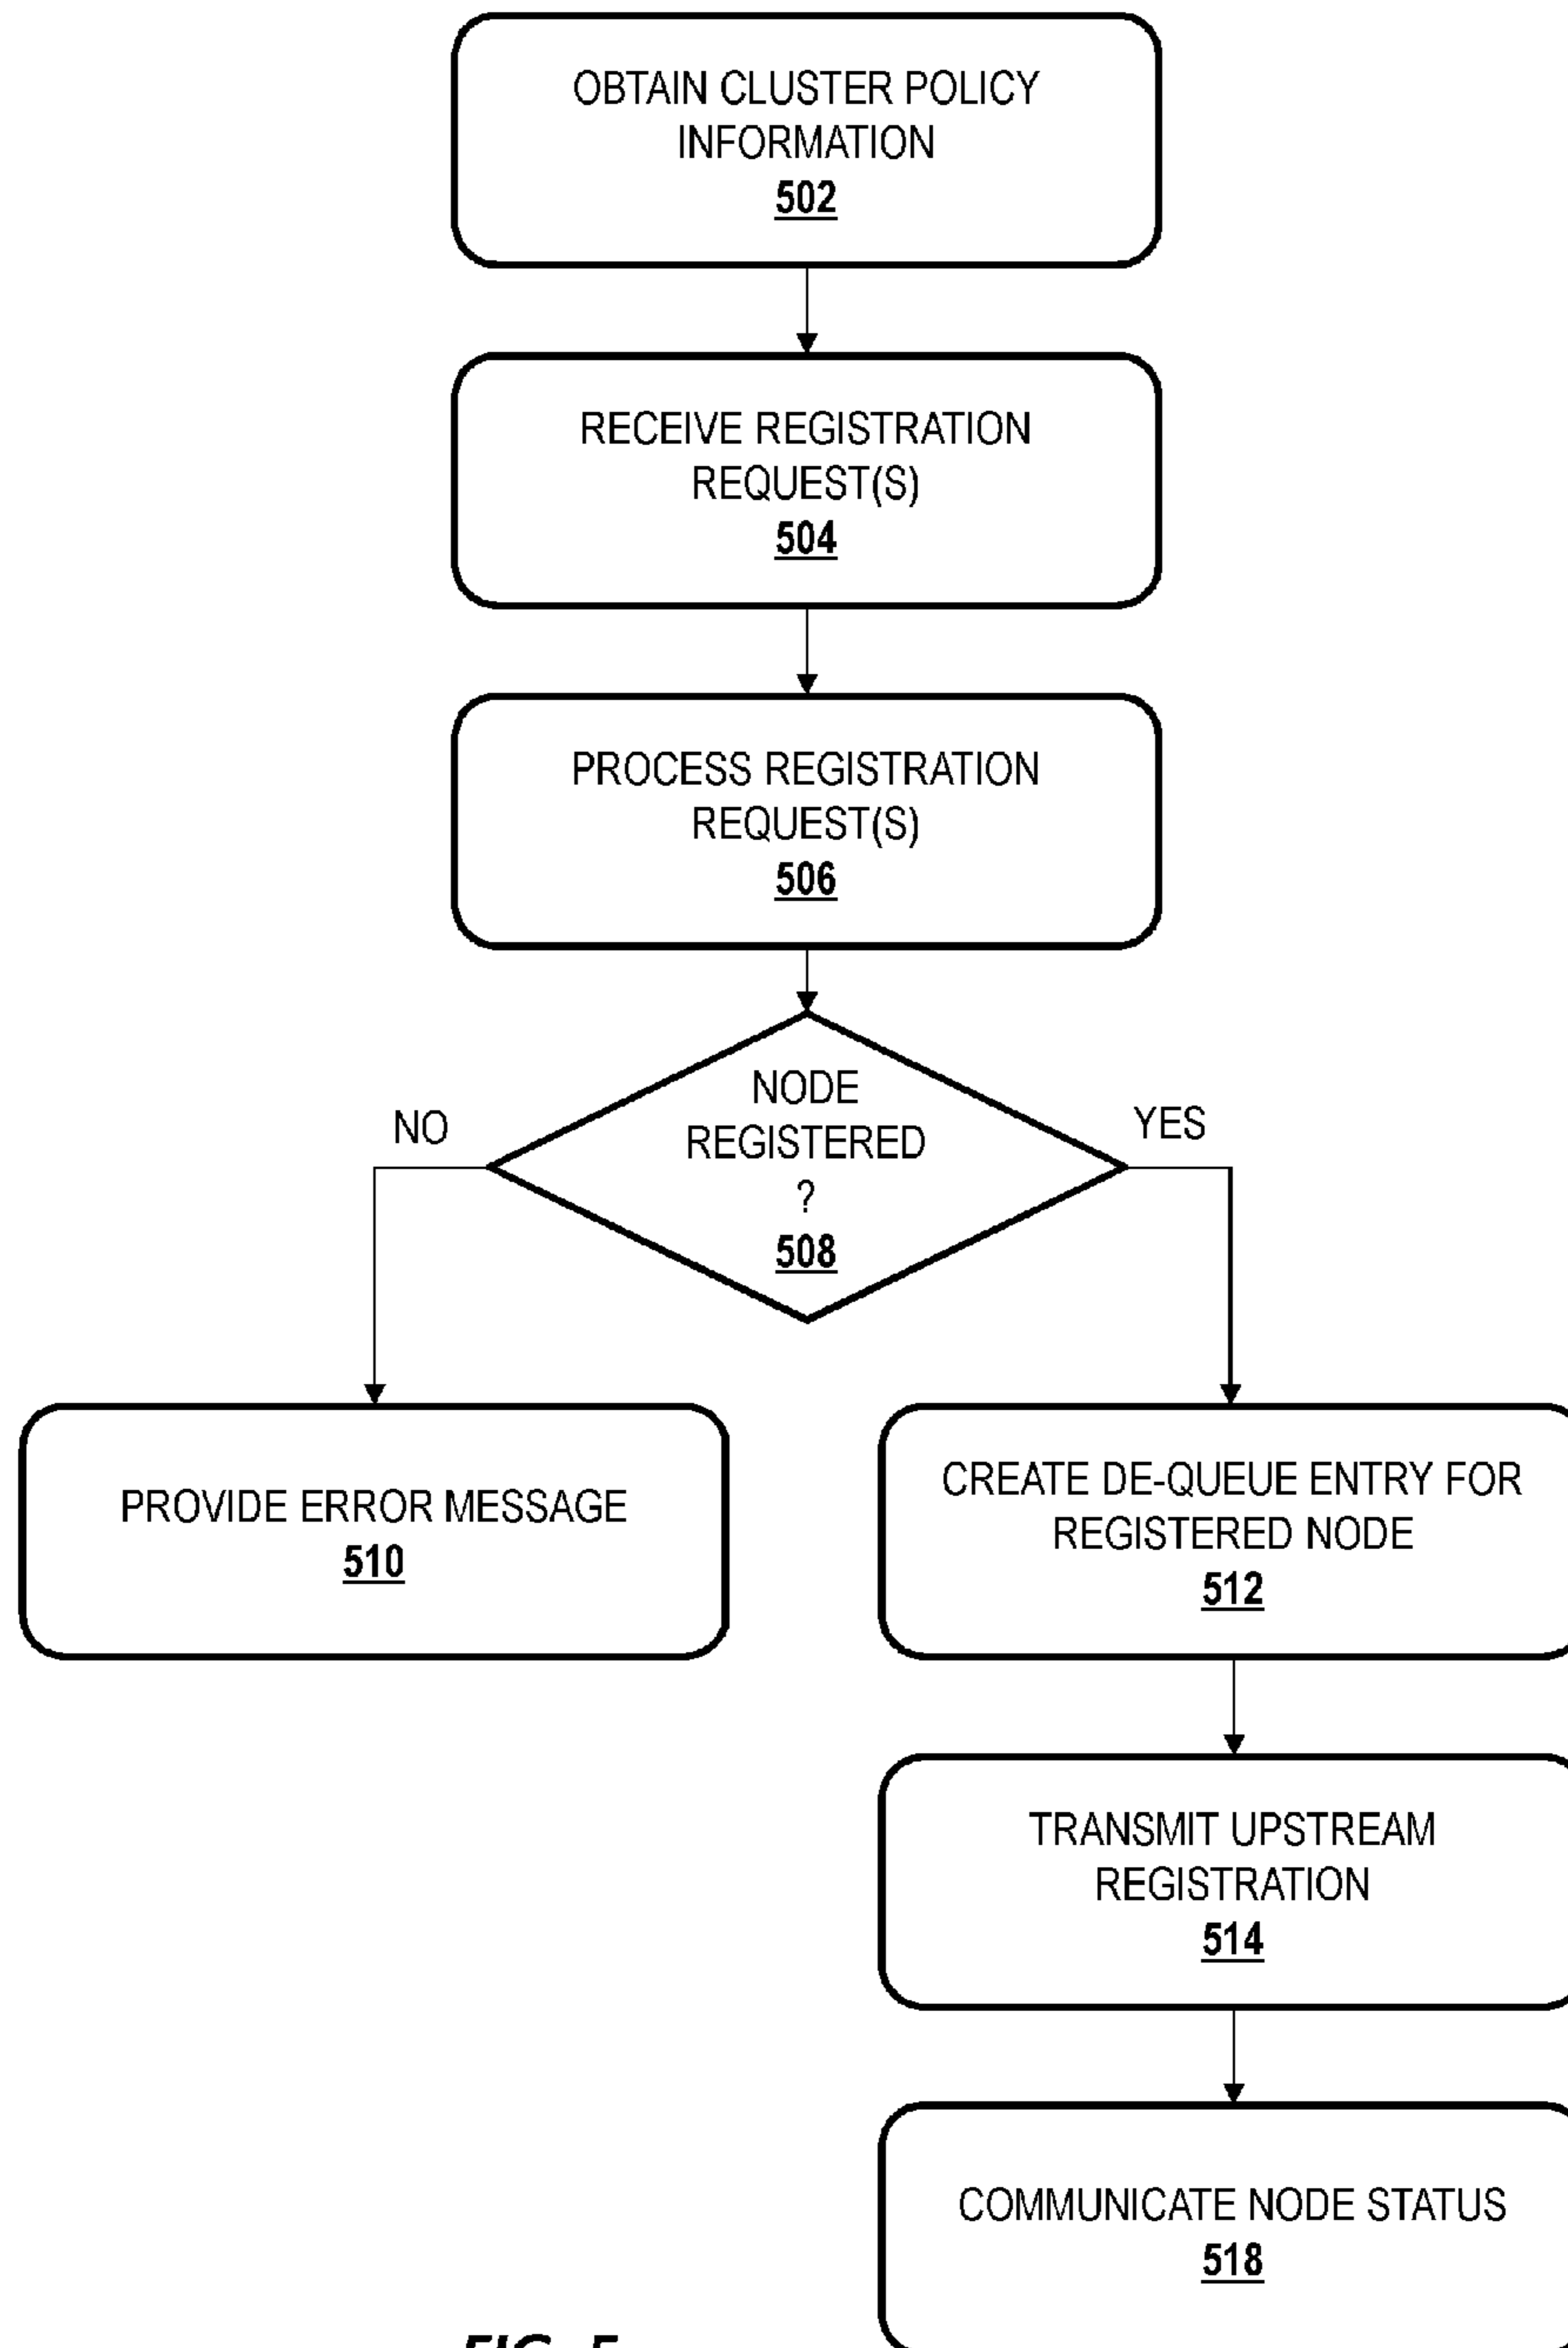 OBTAIN CLUSTER POLICY
INFORMATION
502
RECEIVE REGISTRATION
REQUEST(S)
504
PROCESS REGISTRATION
REQUEST(S)
506
NODE
REGISTERED
?
508
NO
YES
PROVIDE ERROR MESSAGE
510
CREATE DE-QUEUE ENTRY FOR
REGISTERED NODE
512
TRANSMIT UPSTREAM
REGISTRATION
514
COMMUNICATE NODE STATUS
518
FIG. 5